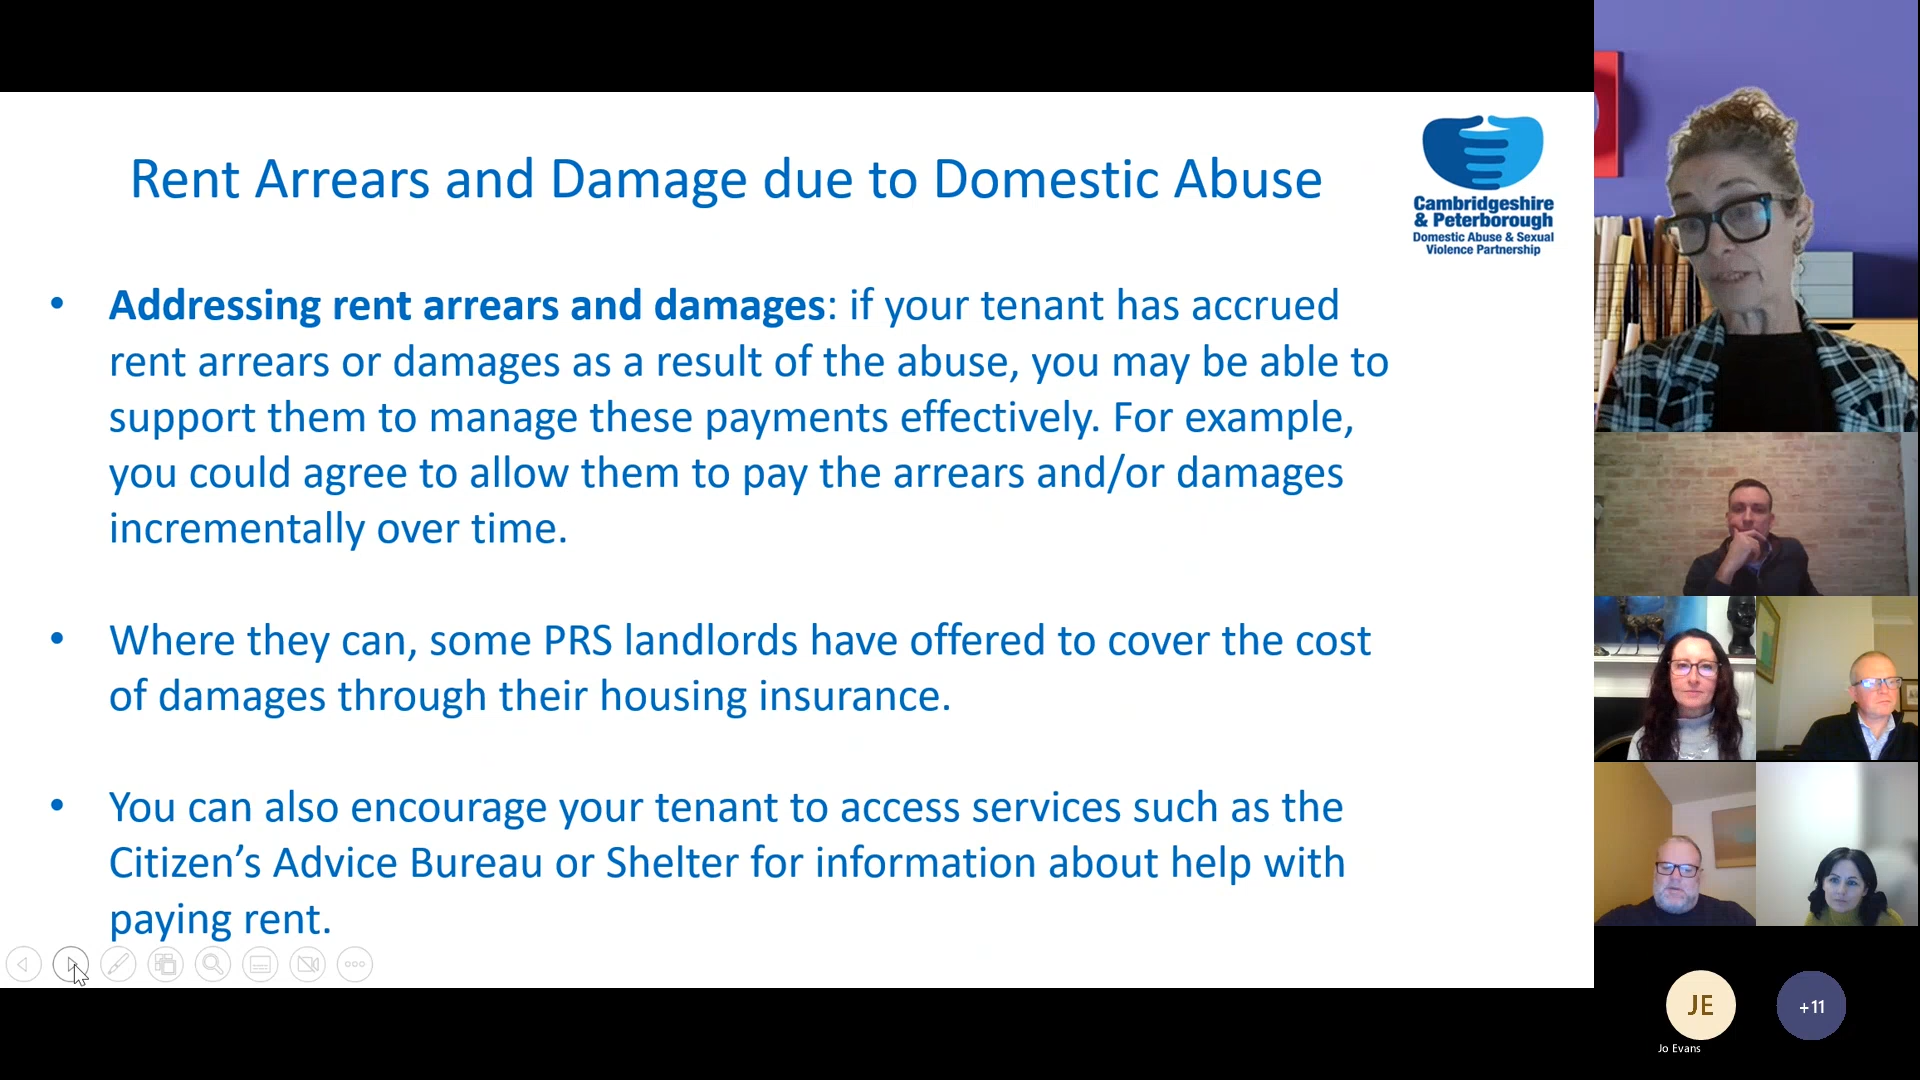 Rent Arrears and Damage due to Domestic Abuse
Cambridgeshire
& Peterborough
Domestic Abuse & Sexual
Violence Partnership
• Addressing rent arrears and damages: if your tenant has accrued
rent arrears or damages as a result of the abuse, you may be able to
support them to manage these payments effectively. For example,
you could agree to allow them to pay the arrears and/or damages
incrementally over time.
• Where they can, some PRS landlords have offered to cover the cost
of damages through their housing insurance.
• You can also encourage your tenant to access services such as the
Citizen’s Advice Bureau or Shelter for information about help with
paying rent.
JE
+11
Jo Evans